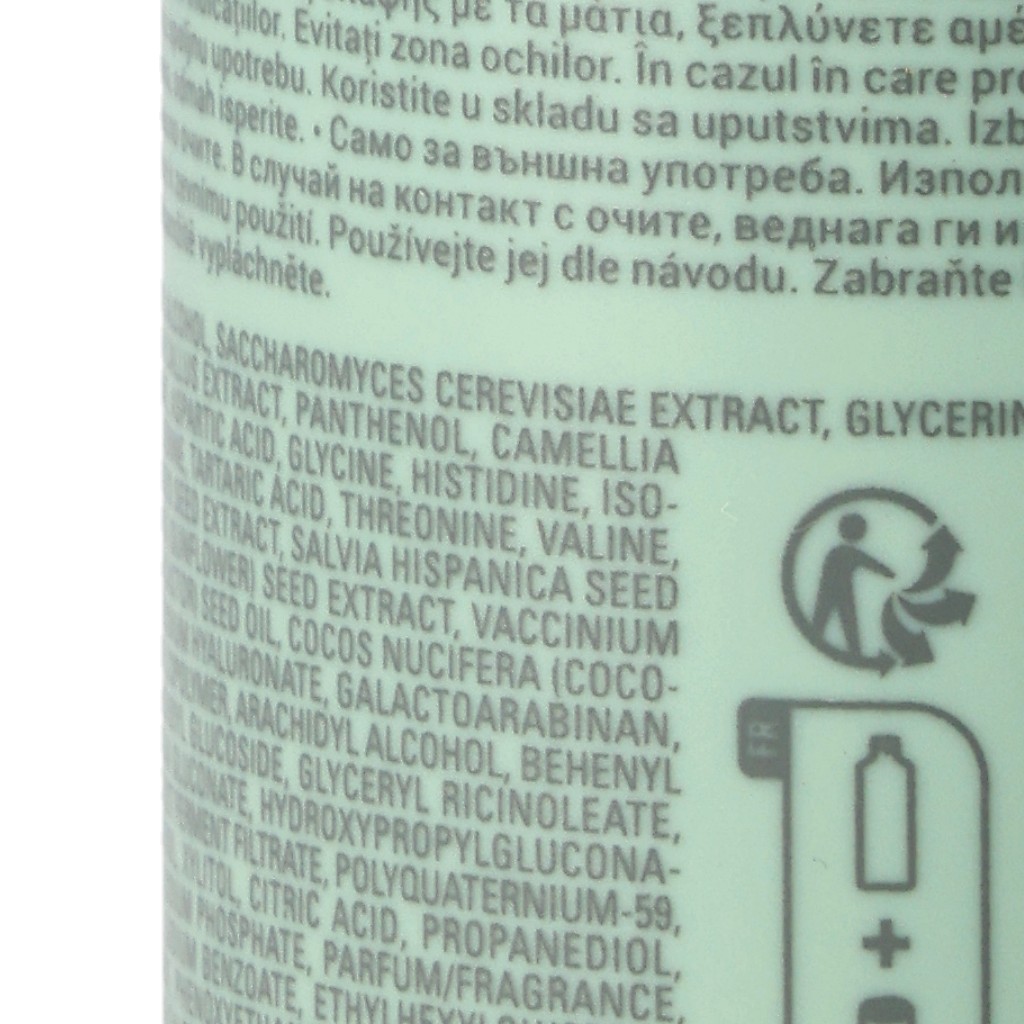 με τα μάτια, ξεπλύνετε
Evitați zona ochilor. În cazul în care
upotrebu. Koristite u skladu sa uputstvima.
isperite. • Само за външна употреба.
очите. В случай на контакт с очите, веднага ги и
použití. Používejte jej dle návodu. Zabraňte
vypláchněte.
SACCHAROMYCES CEREVISIAE EXTRACT, GLYCERIN
EXTRACT, PANTHENOL, CAMELLIA
ACID, GLYCINE, HISTIDINE, ISO-
TARTARIC ACID, THREONINE, VALINE,
SEED EXTRACT, SALVIA HISPANICA SEED
SEED EXTRACT, VACCINIUM
SEED OIL, COCOS NUCIFERA (COCO-
HYALURONATE, GALACTOARABINAN,
ARACHIDYL ALCOHOL, BEHENYL
GLUCOSIDE, GLYCERYL RICINOLEATE,
HYDROXYPROPYLGLUCONA-
FILTRATE, POLYQUATERNIUM-59,
XYLITOL, CITRIC ACID, PROPANEDIOL,
PHOSPHATE, PARFUM/FRAGRANCE,
BENZOATE,
FR
+